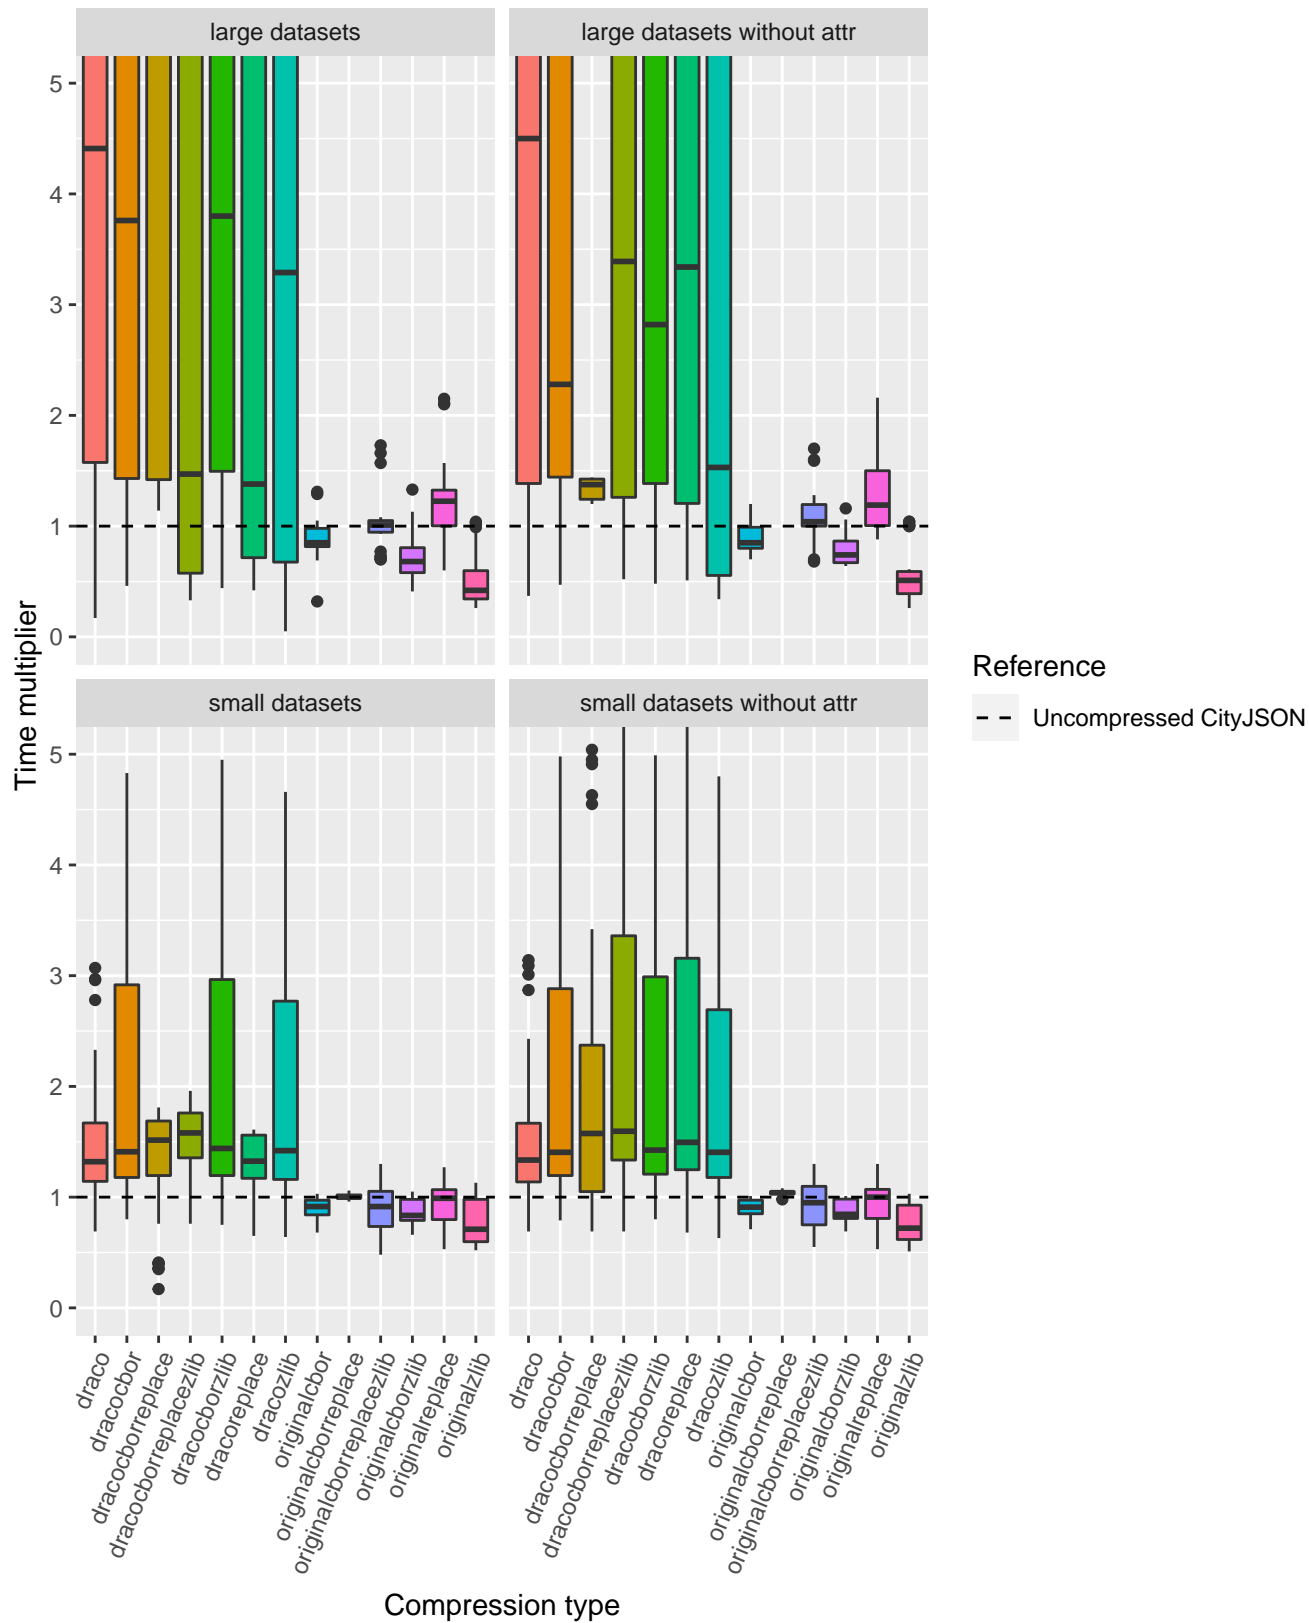 large datasets
large datasets without attr
5
4
3
2
1
0
small datasets
small datasets without attr
5
4
3
2
1
0
Time multiplier
draco
dracocbor
dracocborreplace
dracocborreplacezlib
dracocborzlib
dracoreplace
dracozlib
originalcbor
originalcborreplace
originalcborreplacezlib
originalcborzlib
originalreplace
originalzlib
draco
dracocbor
dracocborreplace
dracocborreplacezlib
dracocborzlib
dracoreplace
dracozlib
originalcbor
originalcborreplace
originalcborreplacezlib
originalcborzlib
originalreplace
originalzlib
Compression type
Reference
Uncompressed CityJSON